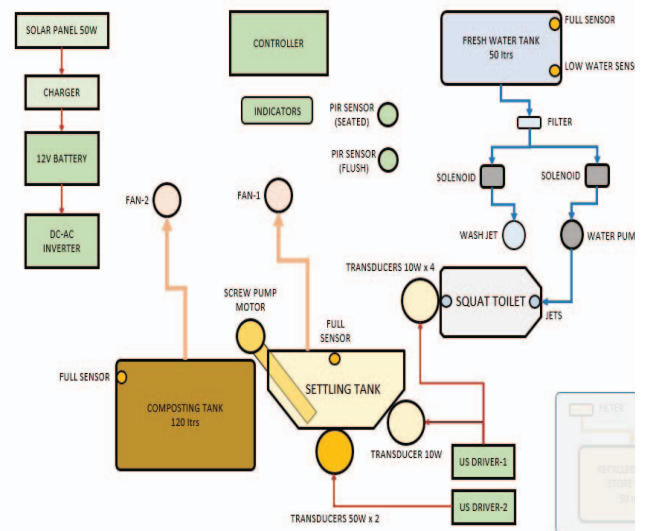 SOLAR PANEL 50W
CHARGER
12V BATTERY
DC-AC
INVERTER
CONTROLLER
INDICATORS
PIR SENSOR
(SEATED)
PIR SENSOR
(FLUSH)
FRESH WATER TANK
50 ltrs
FULL SENSOR
LOW WATER SENS
FILTER
SOLENOID
SOLENOID
WASH JET
WATER PUM
FAN-2
FAN-1
TRANSDUCERS 10W x 4
SQUAT TOILET
JETS
SCREW PUMP
MOTOR
FULL
SENSOR
SETTLING TANK
FULL SENSOR
COMPOSTING TANK
120 ltrs
TRANSDUCER 10W
US DRIVER-1
US DRIVER-2
TRANSDUCERS 50W x 2
FILTER
RECYCLED
STORE